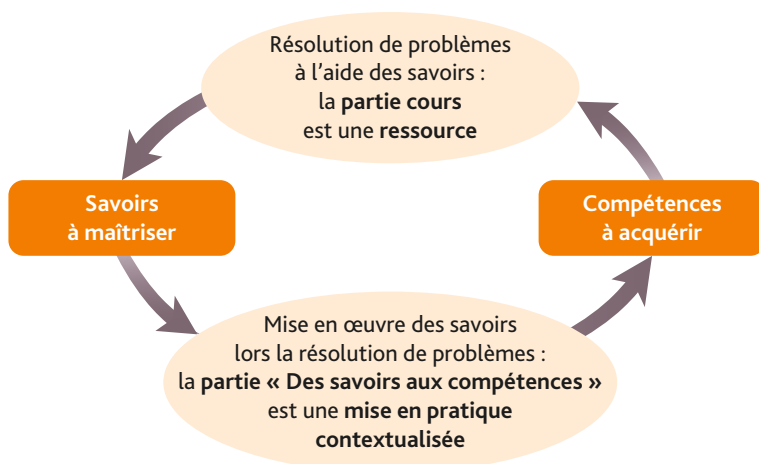 Résolution de problèmes
à l'aide des savoirs :
la partie cours
est une ressource
Savoirs
à maîtriser
Compétences
à acquérir
Mise en œuvre des savoirs
lors la résolution de problèmes :
la partie « Des savoirs aux compétences »
est une mise en pratique
contextualisée